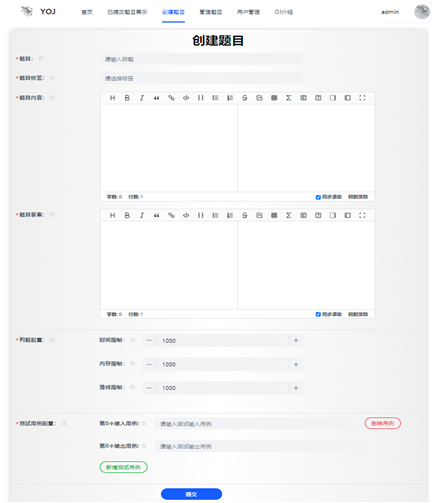 YOJ 首页 已提交题目展示 创建题目 管理题目 用户管理 OJ介绍 admin
创建题目
* 题目: 请输入标题
* 题目标签: 请选择标签
* 题目内容:
字数: 0 行数: 1 同步滚动 回到顶部
* 题目答案:
字数: 0 行数: 1 同步滚动 回到顶部
* 判题配置: 时间限制: 1000
内存限制: 1000
堆栈限制: 1000
* 测试用例配置: 第0个输入用例: 请输入测试输入用例 删除用例
第0个输出用例: 请输入测试输出用例
新增测试用例
提交